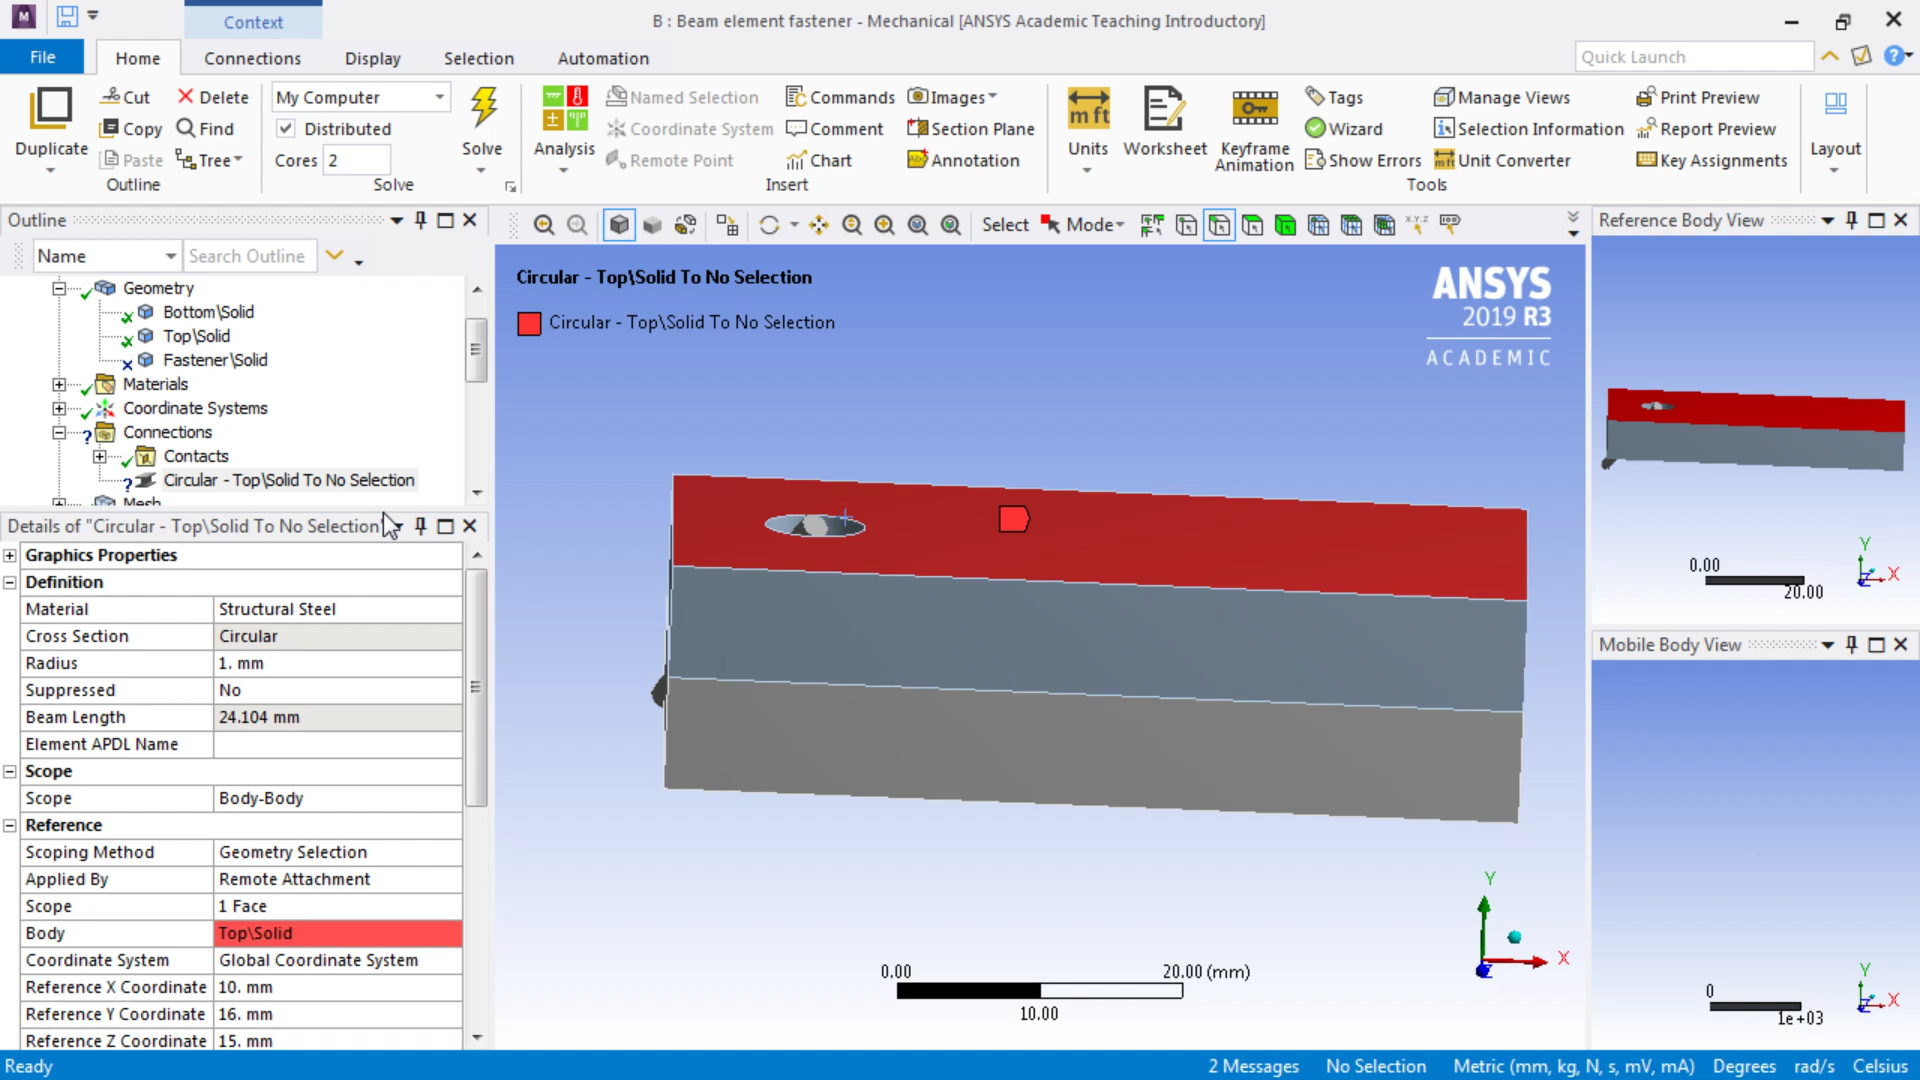 M
Context
B : Beam element fastener - Mechanical [ANSYS Academic Teaching Introductory]
File
Home
Connections
Display
Selection
Automation
Quick Launch
Duplicate
Cut
Copy
Paste
Delete
Find
Tree
Outline
My Computer
Distributed
Cores 2
Solve
Solve
Analysis
Named Selection
Coordinate System
Remote Point
Commands
Comment
Chart
Images
Section Plane
Annotation
Insert
Units
Worksheet
Keyframe
Animation
Tags
Wizard
Show Errors
Manage Views
Selection Information
Unit Converter
Print Preview
Report Preview
Key Assignments
Tools
Layout
Outline
Name
Search Outline
Geometry
Bottom\Solid
Top\Solid
Fastener\Solid
Materials
Coordinate Systems
Connections
Contacts
Circular - Top\Solid To No Selection
Mesh
Details of "Circular - Top\Solid To No Selection"
Graphics Properties
Definition
Material Structural Steel
Cross Section Circular
Radius 1. mm
Suppressed No
Beam Length 24.104 mm
Element APDL Name
Scope
Scope Body-Body
Reference
Scoping Method Geometry Selection
Applied By Remote Attachment
Scope 1 Face
Body Top\Solid
Coordinate System Global Coordinate System
Reference X Coordinate 10. mm
Reference Y Coordinate 16. mm
Reference Z Coordinate 15. mm
Select
Mode
Circular - Top\Solid To No Selection
Circular - Top\Solid To No Selection
ANSYS
2019 R3
ACADEMIC
0.00
20.00 (mm)
10.00
Y
X
Z
Reference Body View
0.00
20.00
Y
X
Z
Mobile Body View
0
1e+03
Y
X
Z
Ready
2 Messages
No Selection
Metric (mm, kg, N, s, mV, mA)
Degrees
rad/s
Celsius